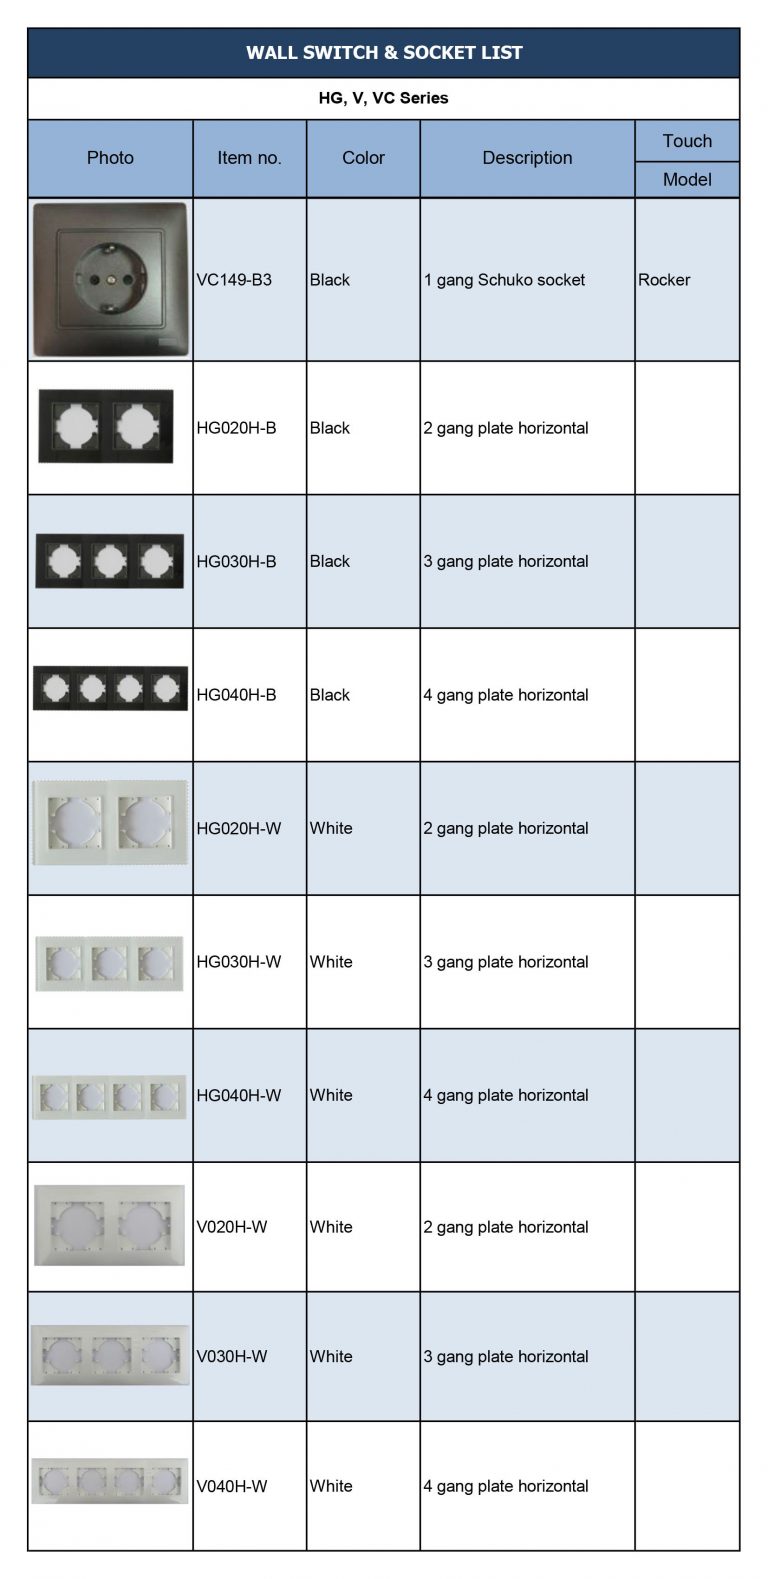 WALL SWITCH & SOCKET LIST
HG, V, VC Series
Photo Item no. Color Description Touch
Model
VC149-B3 Black 1 gang Schuko socket Rocker
HG020H-B Black 2 gang plate horizontal
HG030H-B Black 3 gang plate horizontal
HG040H-B Black 4 gang plate horizontal
HG020H-W White 2 gang plate horizontal
HG030H-W White 3 gang plate horizontal
HG040H-W White 4 gang plate horizontal
V020H-W White 2 gang plate horizontal
V030H-W White 3 gang plate horizontal
V040H-W White 4 gang plate horizontal